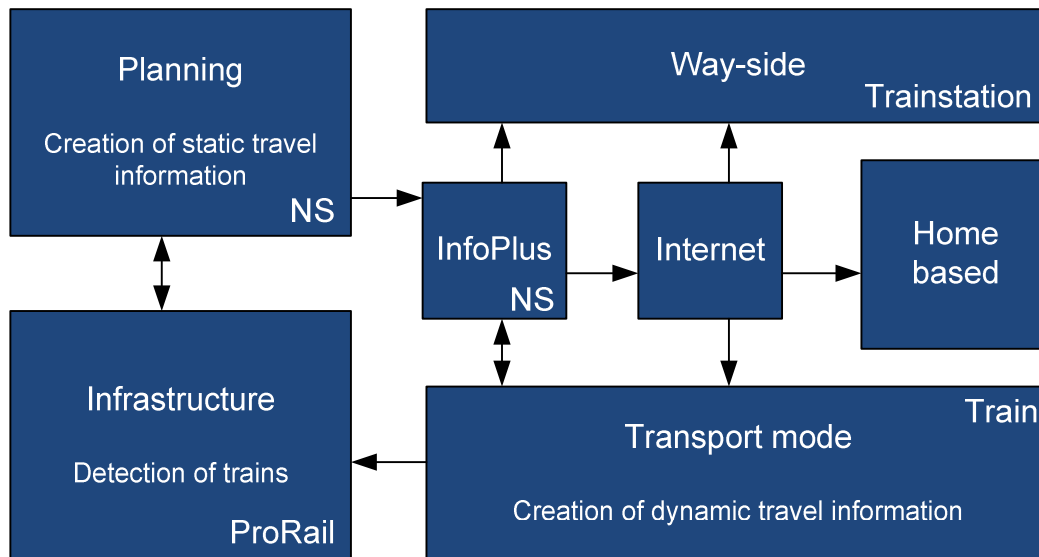 Planning
Creation of static travel
information
NS
Way-side
Trainstation
InfoPlus
NS
Internet
Home
based
Infrastructure
Detection of trains
ProRail
Train
Transport mode
Creation of dynamic travel information